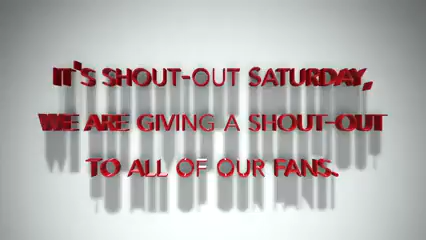 IT'S SHOUT-OUT SATURDAY,
WE ARE GIVING A SHOUT-OUT
TO ALL OF OUR FANS.